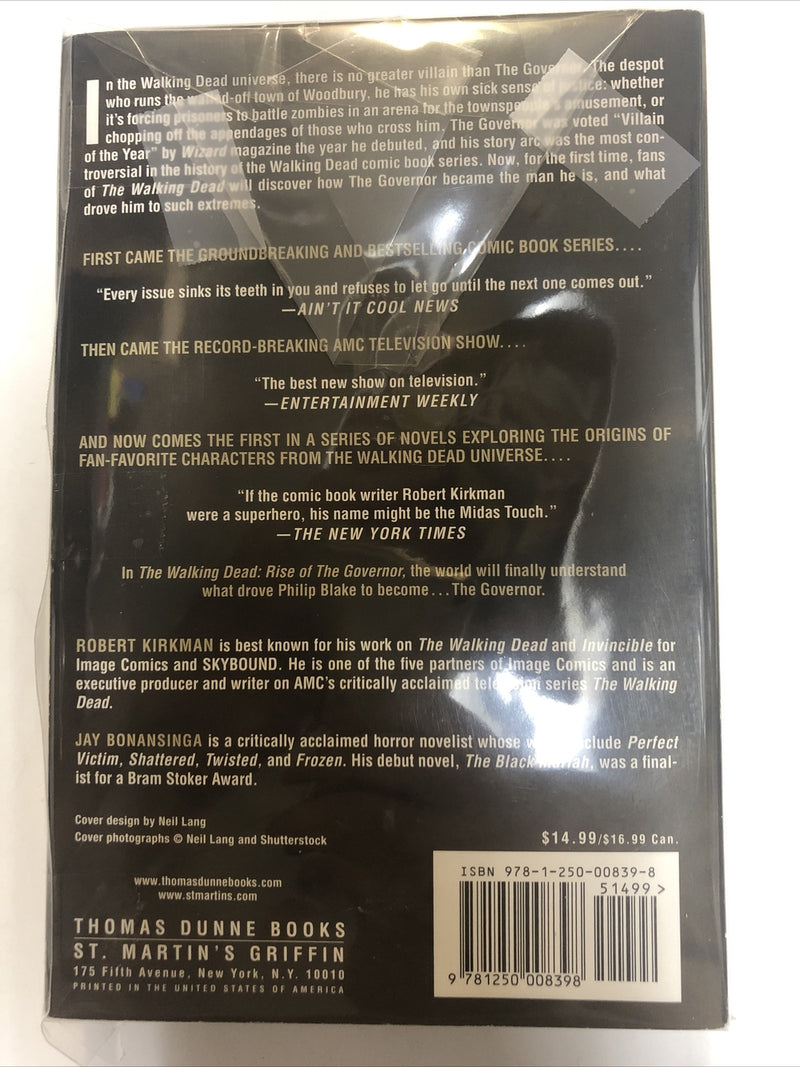 In the Walking Dead universe, there is no greater villain than The Governor. The despot
who runs the walled-off town of Woodbury, he has his own sick sense of justice: whether
it's forcing prisoners to battle zombies in an arena for the townspeople's amusement, or
chopping off the appendages of those who cross him. The Governor was voted "Villain
of the Year" by Wizard magazine the year he debuted, and his story arc was the most con-
troversial in the history of the Walking Dead comic book series. Now, for the first time, fans
of The Walking Dead will discover how The Governor became the man he is, and what
drove him to such extremes.
FIRST CAME THE GROUNDBREAKING AND BESTSELLING COMIC BOOK SERIES....
"Every issue sinks its teeth in you and refuses to let go until the next one comes out."
—AIN'T IT COOL NEWS
THEN CAME THE RECORD-BREAKING AMC TELEVISION SHOW....
"The best new show on television."
—ENTERTAINMENT WEEKLY
AND NOW COMES THE FIRST IN A SERIES OF NOVELS EXPLORING THE ORIGINS OF
FAN-FAVORITE CHARACTERS FROM THE WALKING DEAD UNIVERSE....
"If the comic book writer Robert Kirkman
were a superhero, his name might be the Midas Touch."
—THE NEW YORK TIMES
In The Walking Dead: Rise of The Governor, the world will finally understand
what drove Philip Blake to become...The Governor.
ROBERT KIRKMAN is best known for his work on The Walking Dead and Invincible for
Image Comics and SKYBOUND. He is one of the five partners of Image Comics and is an
executive producer and writer on AMC's critically acclaimed television series The Walking
Dead.
JAY BONANSINGA is a critically acclaimed horror novelist whose include Perfect
Victim, Shattered, Twisted, and Frozen. His debut novel, The Black Mariah, was a final-
ist for a Bram Stoker Award.
Cover design by Neil Lang
Cover photographs © Neil Lang and Shutterstock
$14.99/$16.99 Can.
ISBN 978-1-250-00839-8
51499>
9 781250 008398
www.thomasdunnebooks.com
www.stmartins.com
THOMAS DUNNE BOOKS
ST. MARTIN'S GRIFFIN
175 Fifth Avenue, New York, N.Y. 10010
PRINTED IN THE UNITED STATES OF AMERICA